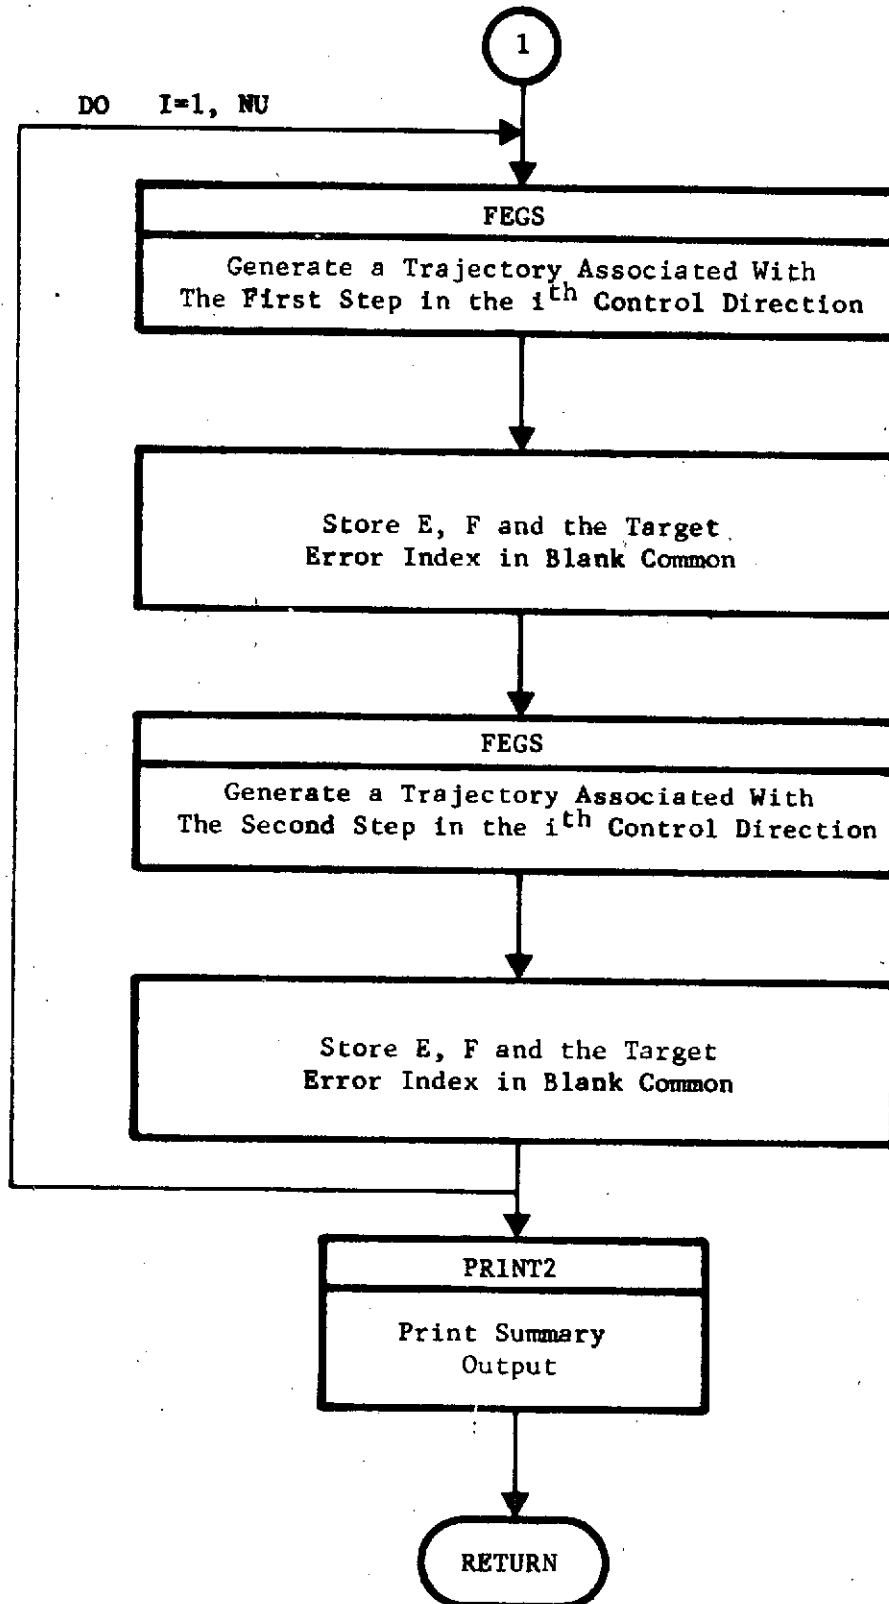 1
DO I=1, NU
FEGS
Generate a Trajectory Associated With
The First Step in the ith Control Direction
Store E, F and the Target
Error Index in Blank Common
FEGS
Generate a Trajectory Associated With
The Second Step in the ith Control Direction
Store E, F and the Target
Error Index in Blank Common
PRINT2
Print Summary
Output
RETURN